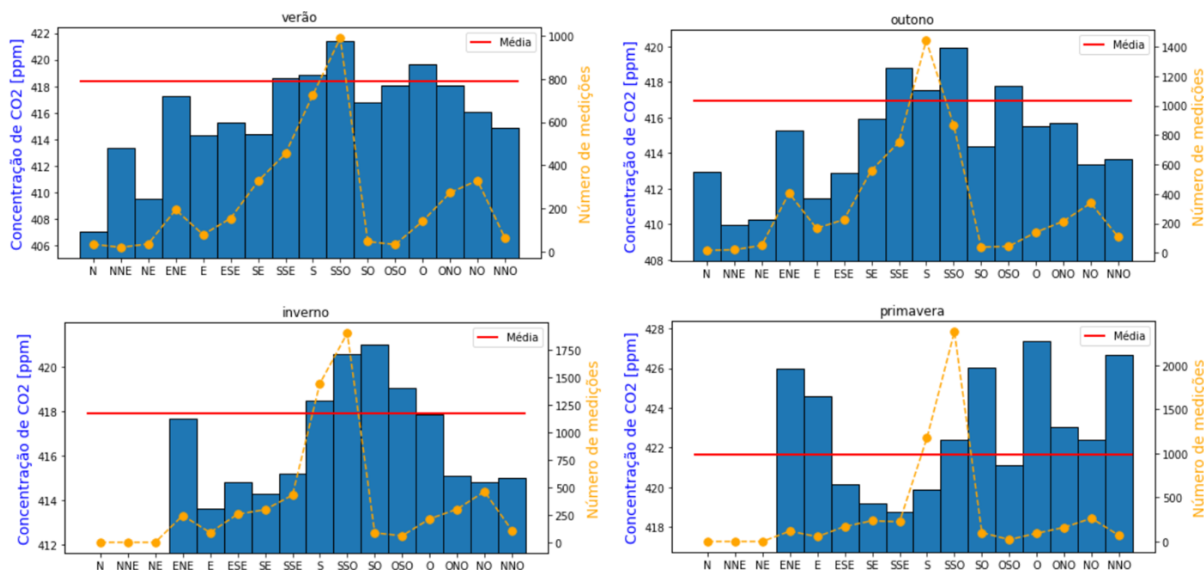 verão
Concentração de CO2 [ppm]
422
420
418
416
414
412
410
408
406
Média
1000
800
600
400
200
0
Número de medições
N NNE NE ENE E ESE SE SSE S SSO SO OSO O ONO NO NNO
outono
Concentração de CO2 [ppm]
420
418
416
414
412
410
408
Média
1400
1200
1000
800
600
400
200
0
Número de medições
N NNE NE ENE E ESE SE SSE S SSO SO OSO O ONO NO NNO
inverno
Concentração de CO2 [ppm]
420
418
416
414
412
Média
1750
1500
1250
1000
750
500
250
0
Número de medições
N NNE NE ENE E ESE SE SSE S SSO SO OSO O ONO NO NNO
primavera
Concentração de CO2 [ppm]
428
426
424
422
420
418
Média
2000
1500
1000
500
0
Número de medições
N NNE NE ENE E ESE SE SSE S SSO SO OSO O ONO NO NNO